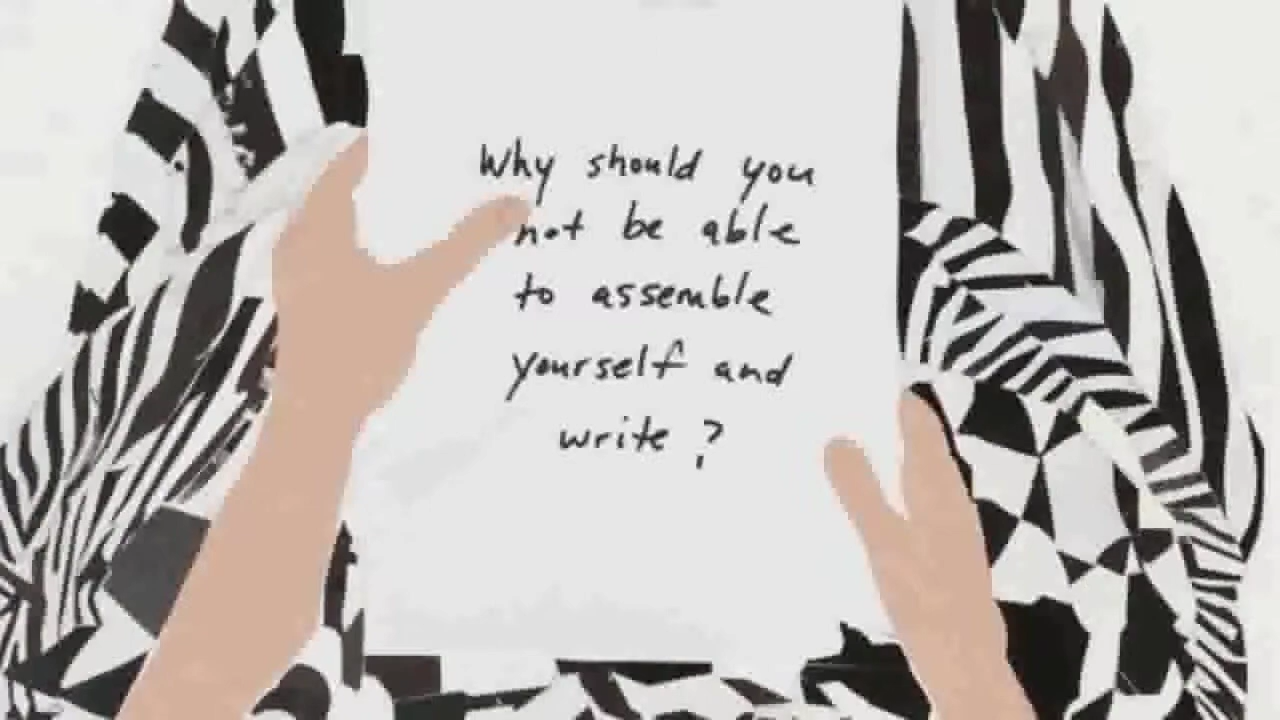 Why should you
not be able
to assemble
yourself and
write?